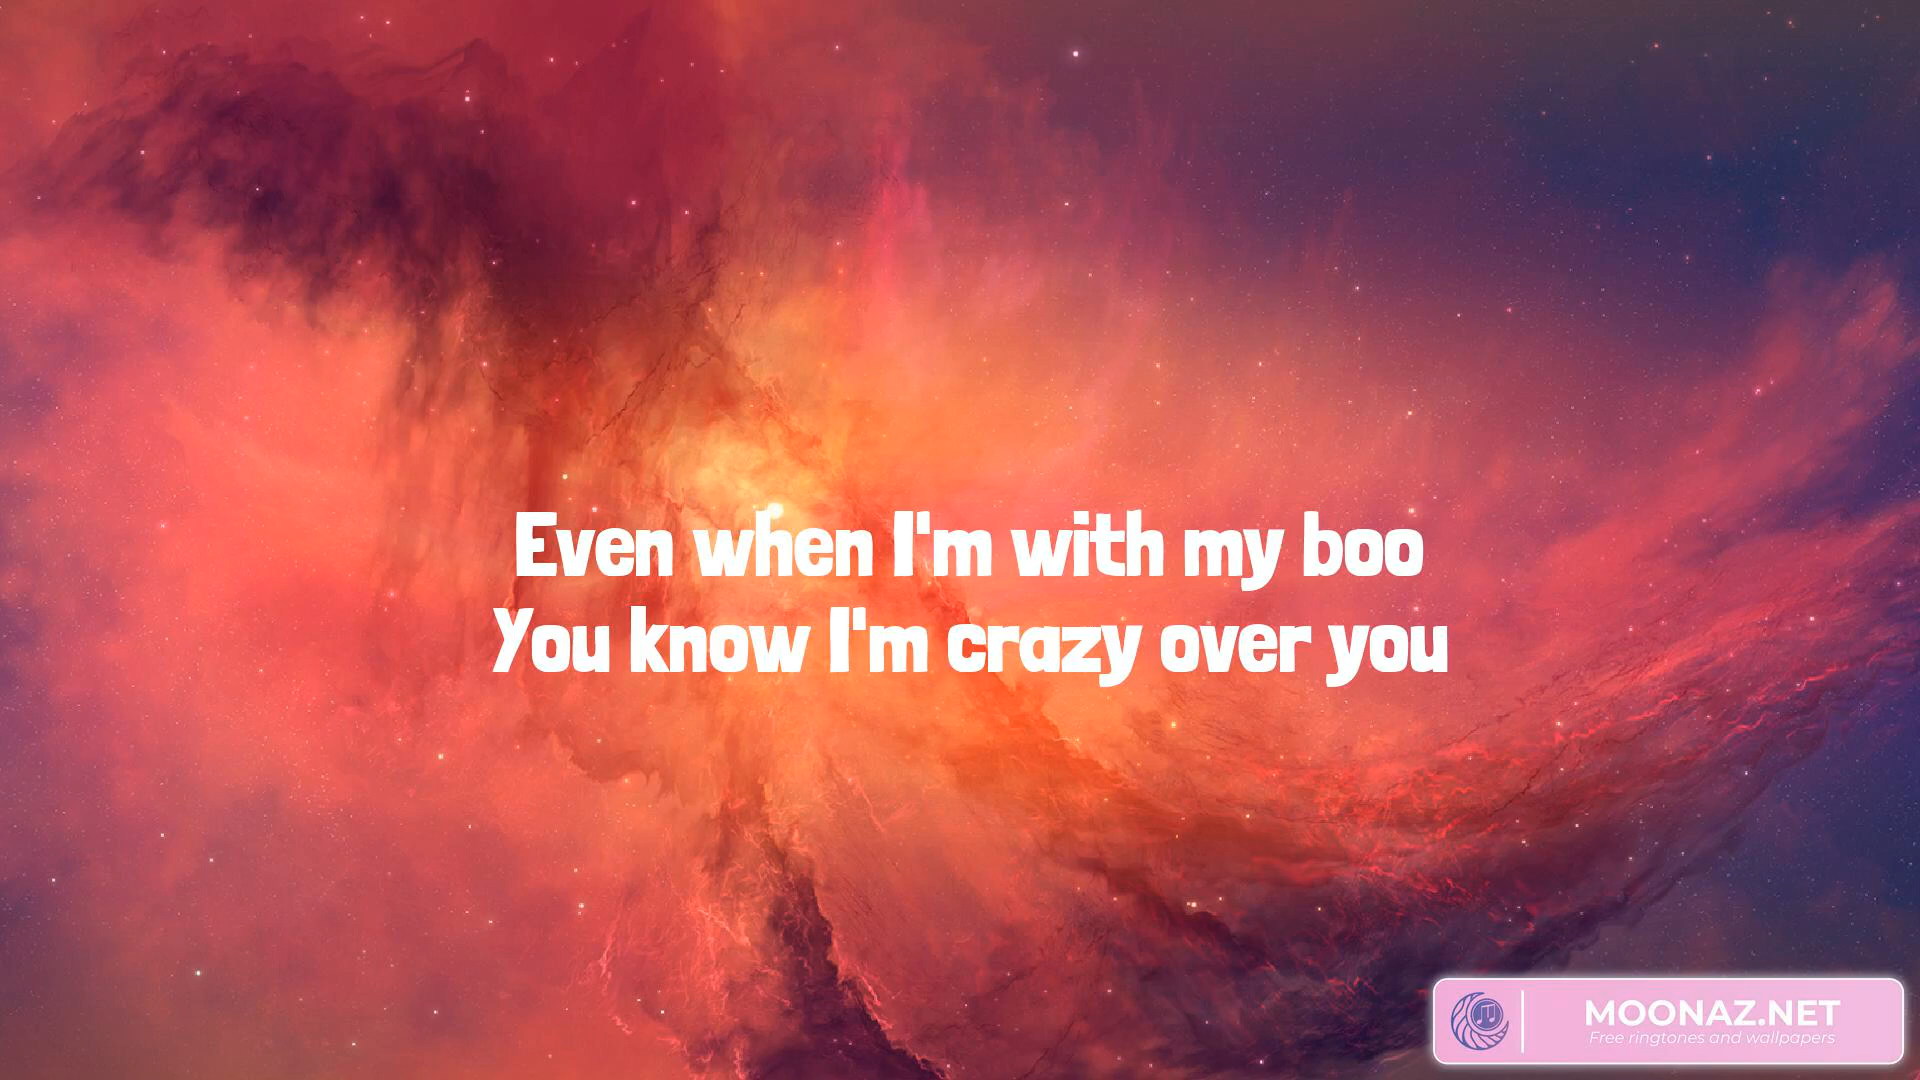 Even when I'm with my boo
You know I'm crazy over you
MOONAZ.NET
Free ringtones and wallpapers